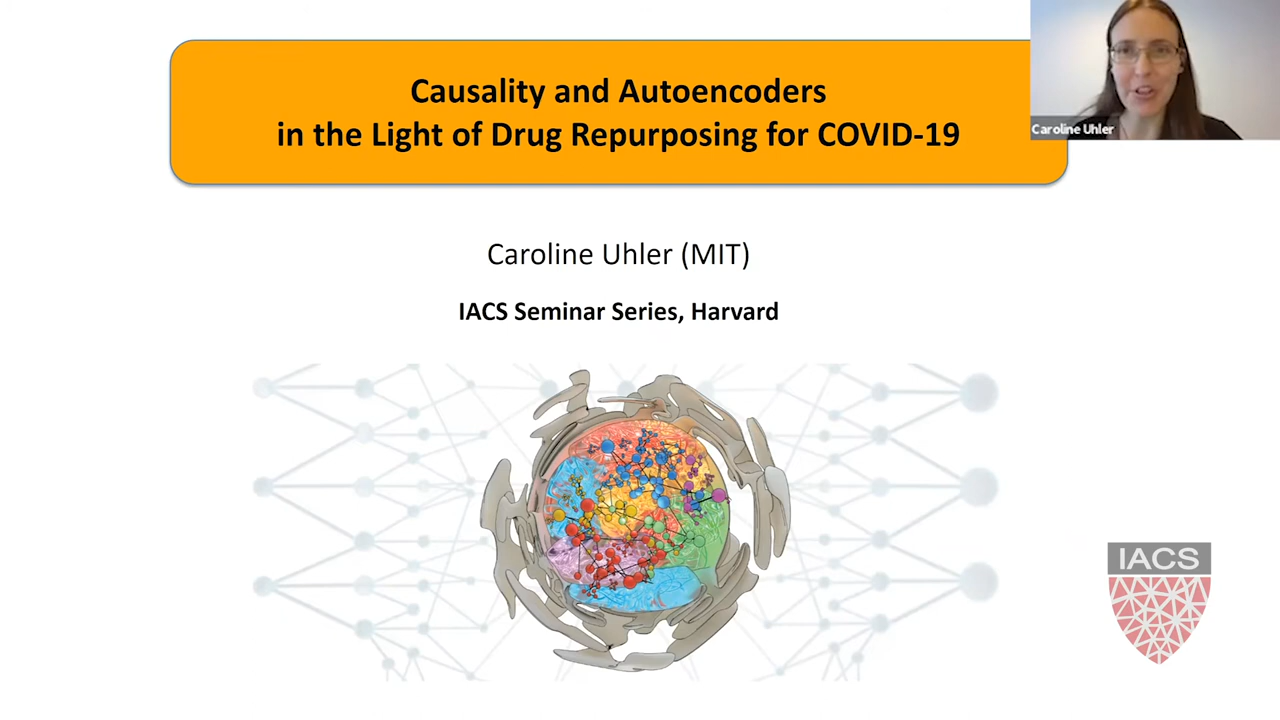 Causality and Autoencoders
in the Light of Drug Repurposing for COVID-19
Caroline Uhler
Caroline Uhler (MIT)
IACS Seminar Series, Harvard
IACS